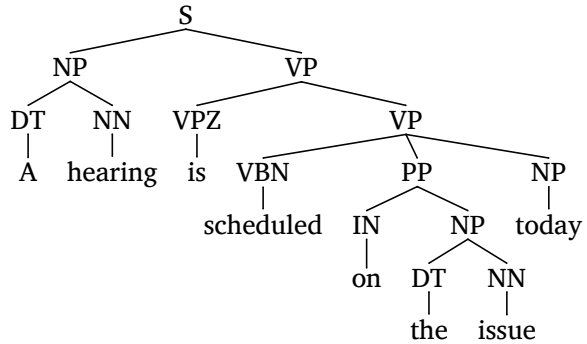 S
NP VP
DT NN VPZ VP
A hearing is VBN PP NP
scheduled IN NP today
on DT NN
the issue